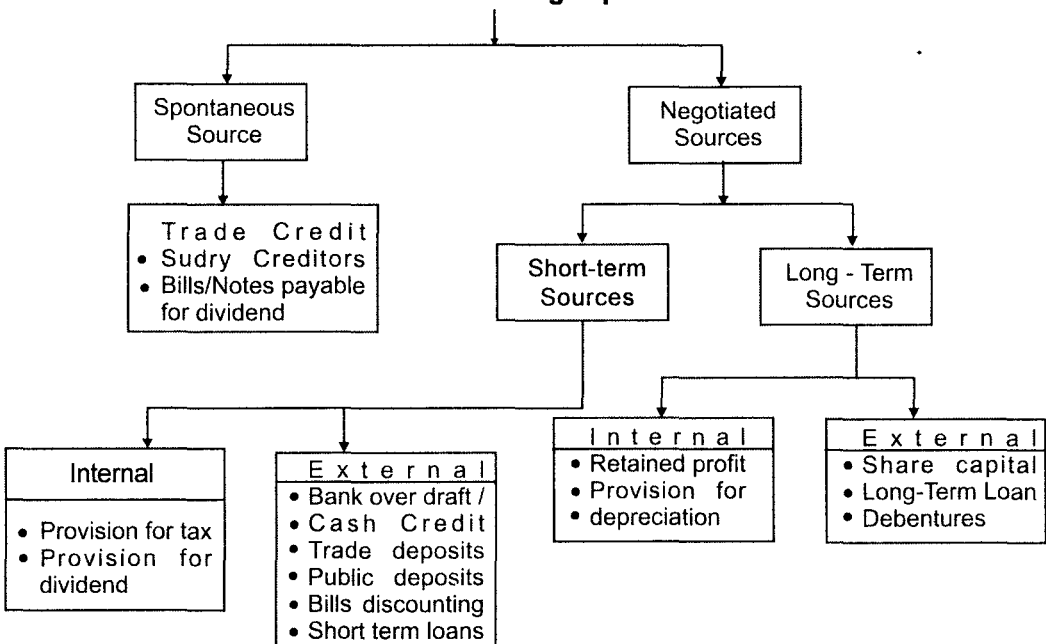 Spontaneous
Source
Negotiated
Sources
Trade Credit
• Sudry Creditors
• Bills/Notes payable
for dividend
Short-term
Sources
Long - Term
Sources
Internal
• Provision for tax
• Provision for
dividend
External
• Bank over draft /
• Cash Credit
• Trade deposits
• Public deposits
• Bills discounting
• Short term loans
Internal
• Retained profit
• Provision for
• depreciation
External
• Share capital
• Long-Term Loan
• Debentures